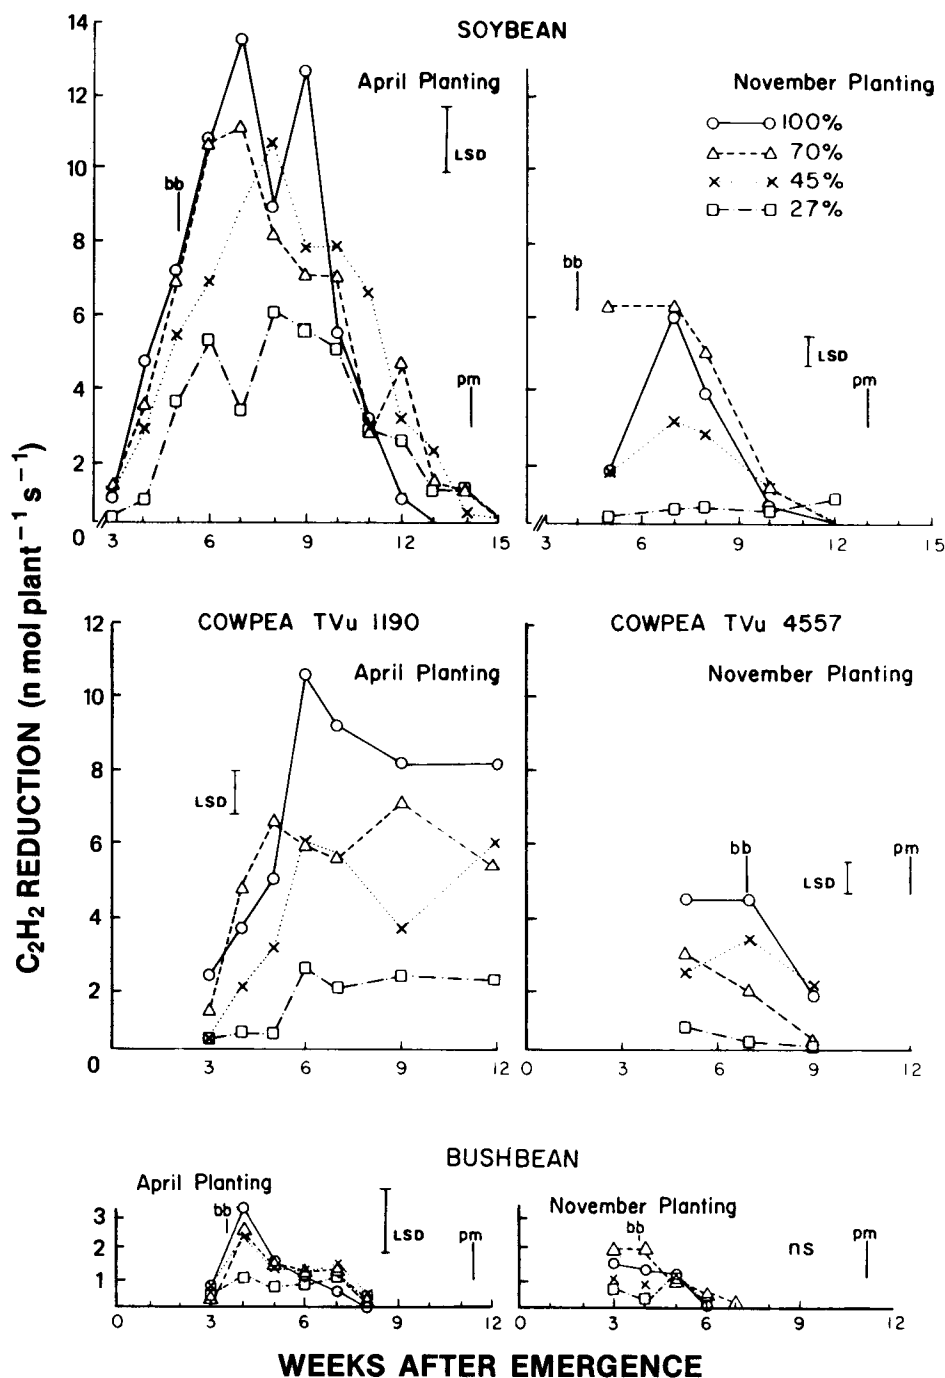 C₂H₂ REDUCTION (n mol plant⁻¹ s⁻¹)
SOYBEAN
April Planting
14
12
10
8
6
4
2
0
bb
LSD
pm
3 6 9 12 15
November Planting
100%
70%
45%
27%
bb
LSD
pm
3 6 9 12 15
COWPEA TVu 1190
April Planting
12
10
8
6
4
2
0
LSD
3 6 9 12
COWPEA TVu 4557
November Planting
bb
LSD
pm
0 3 6 9 12
BUSHBEAN
April Planting
3
2
1
bb
LSD
pm
0 3 6 9 12
November Planting
bb
ns
pm
0 3 6 9 12
WEEKS AFTER EMERGENCE